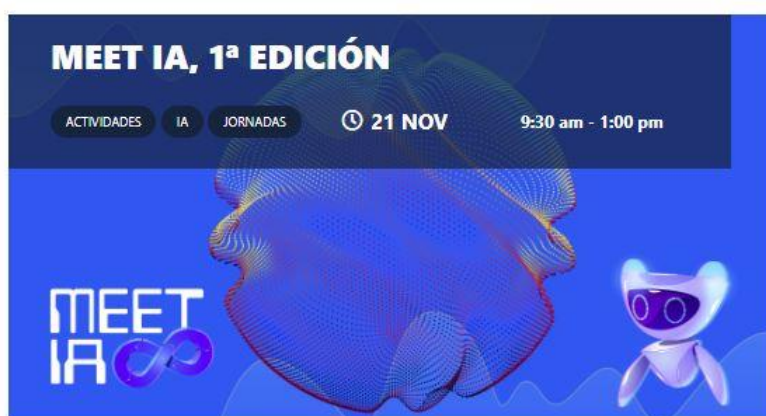 MEET IA, 1ª EDICIÓN
ACTIVIDADES IA JORNADAS 21 NOV 9:30 am - 1:00 pm
MEET
IA